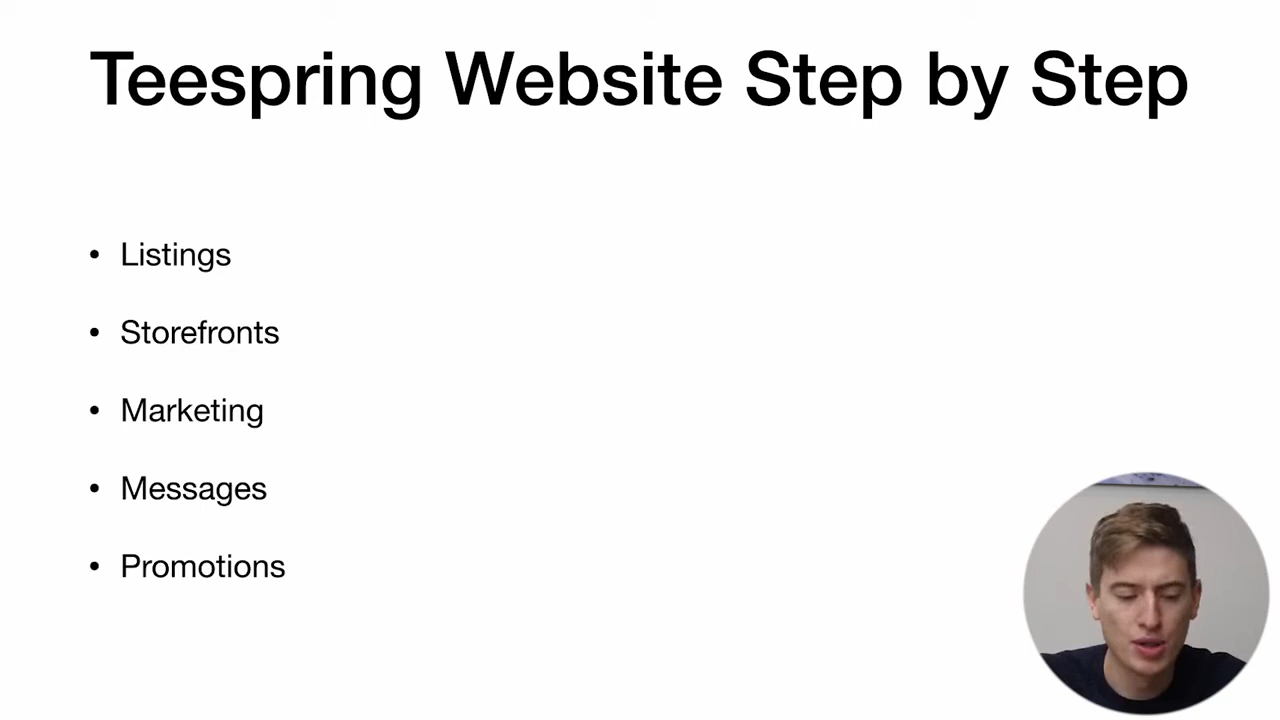 Teespring Website Step by Step
• Listings
• Storefronts
• Marketing
• Messages
• Promotions